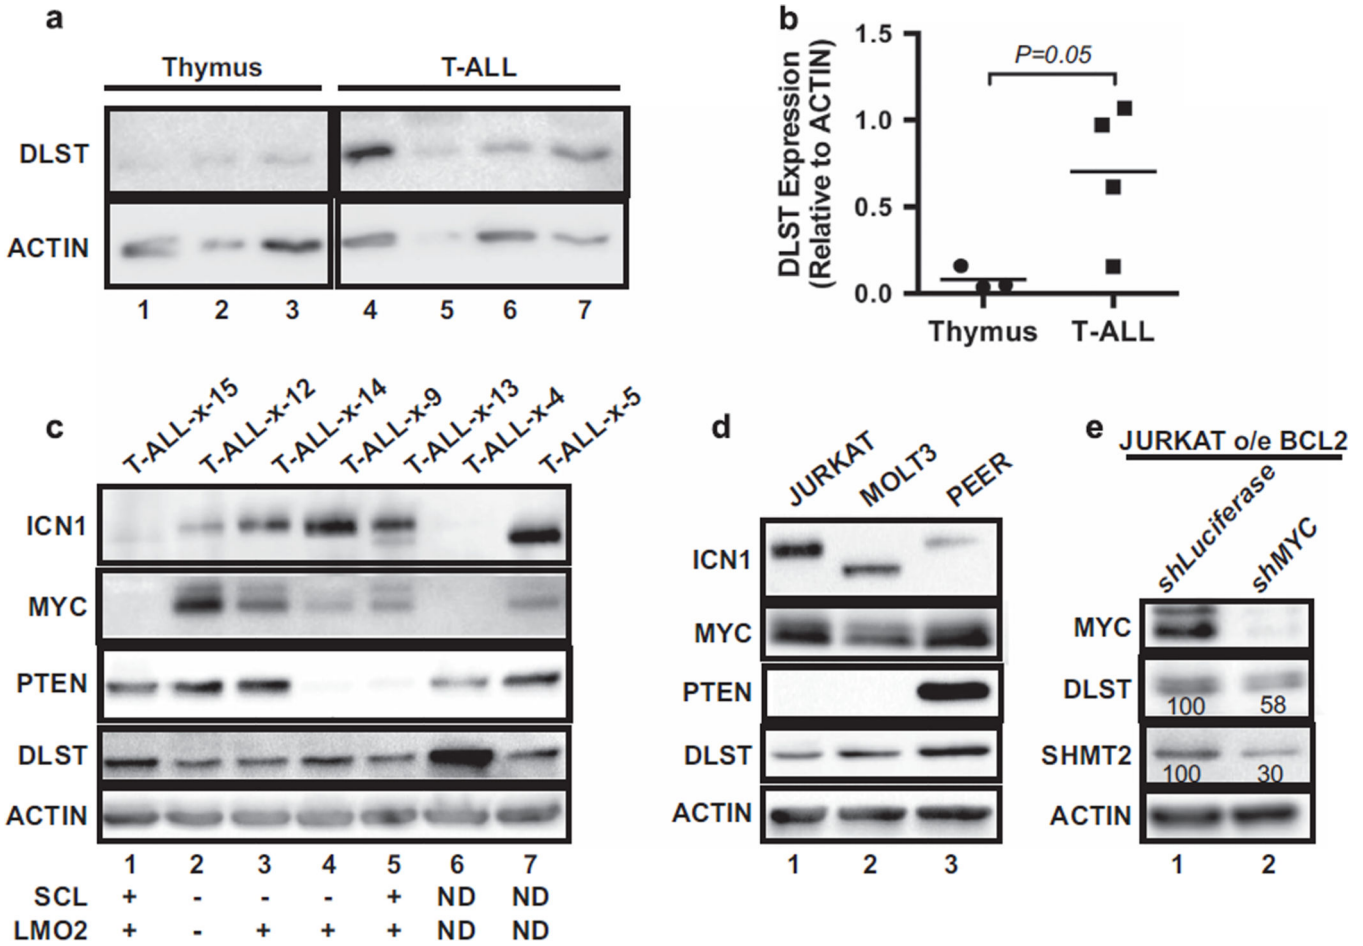 a
Thymus T-ALL
DLST
ACTIN
1 2 3 4 5 6 7
b
DLST Expression
(Relative to ACTIN)
1.5
1.0
0.5
0.0
P=0.05
Thymus T-ALL
c
T-ALL-x-15 T-ALL-x-12 T-ALL-x-14 T-ALL-x-9 T-ALL-x-13 T-ALL-x-4 T-ALL-x-5
ICN1
MYC
PTEN
DLST
ACTIN
1 2 3 4 5 6 7
SCL + - - - + ND ND
LMO2 + - + + + ND ND
d
JURKAT MOLT3 PEER
ICN1
MYC
PTEN
DLST
ACTIN
1 2 3
e
JURKAT o/e BCL2
shLuciferase shMYC
MYC
DLST
100 58
SHMT2
100 30
ACTIN
1 2